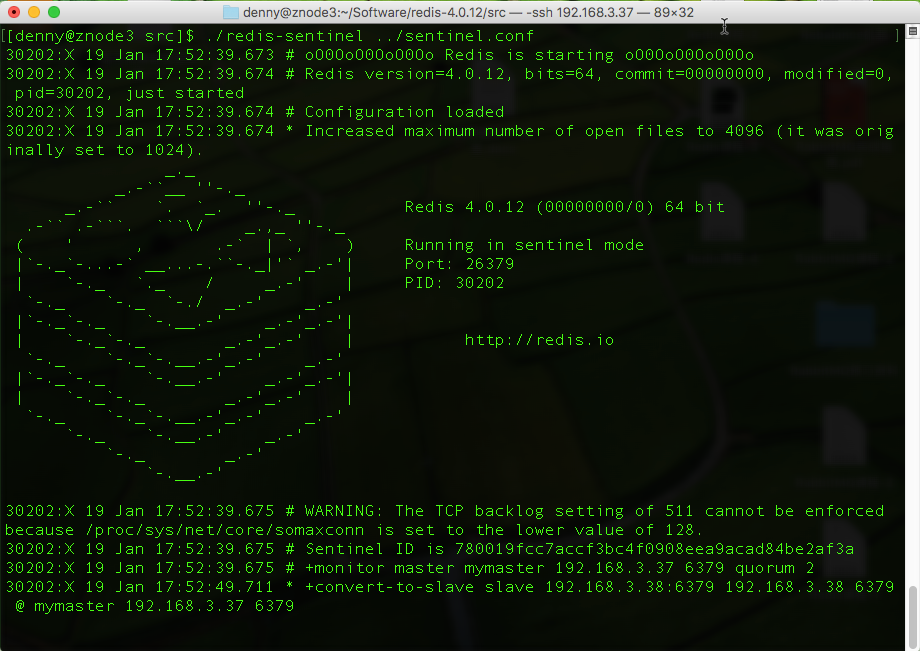 denny@znode3:~/Software/redis-4.0.12/src — -ssh 192.168.3.37 — 89×32
[[denny@znode3 src]$ ./redis-sentinel ../sentinel.conf ]
30202:X 19 Jan 17:52:39.673 # oO0OoO0OoO0Oo Redis is starting oO0OoO0OoO0Oo
30202:X 19 Jan 17:52:39.674 # Redis version=4.0.12, bits=64, commit=00000000, modified=0,
pid=30202, just started
30202:X 19 Jan 17:52:39.674 # Configuration loaded
30202:X 19 Jan 17:52:39.674 * Increased maximum number of open files to 4096 (it was orig
inally set to 1024).
Redis 4.0.12 (00000000/0) 64 bit
Running in sentinel mode
Port: 26379
PID: 30202
http://redis.io
30202:X 19 Jan 17:52:39.675 # WARNING: The TCP backlog setting of 511 cannot be enforced
because /proc/sys/net/core/somaxconn is set to the lower value of 128.
30202:X 19 Jan 17:52:39.675 # Sentinel ID is 780019fcc7accf3bc4f0908eea9acad84be2af3a
30202:X 19 Jan 17:52:39.675 # +monitor master mymaster 192.168.3.37 6379 quorum 2
30202:X 19 Jan 17:52:49.711 * +convert-to-slave slave 192.168.3.38:6379 192.168.3.38 6379
@ mymaster 192.168.3.37 6379